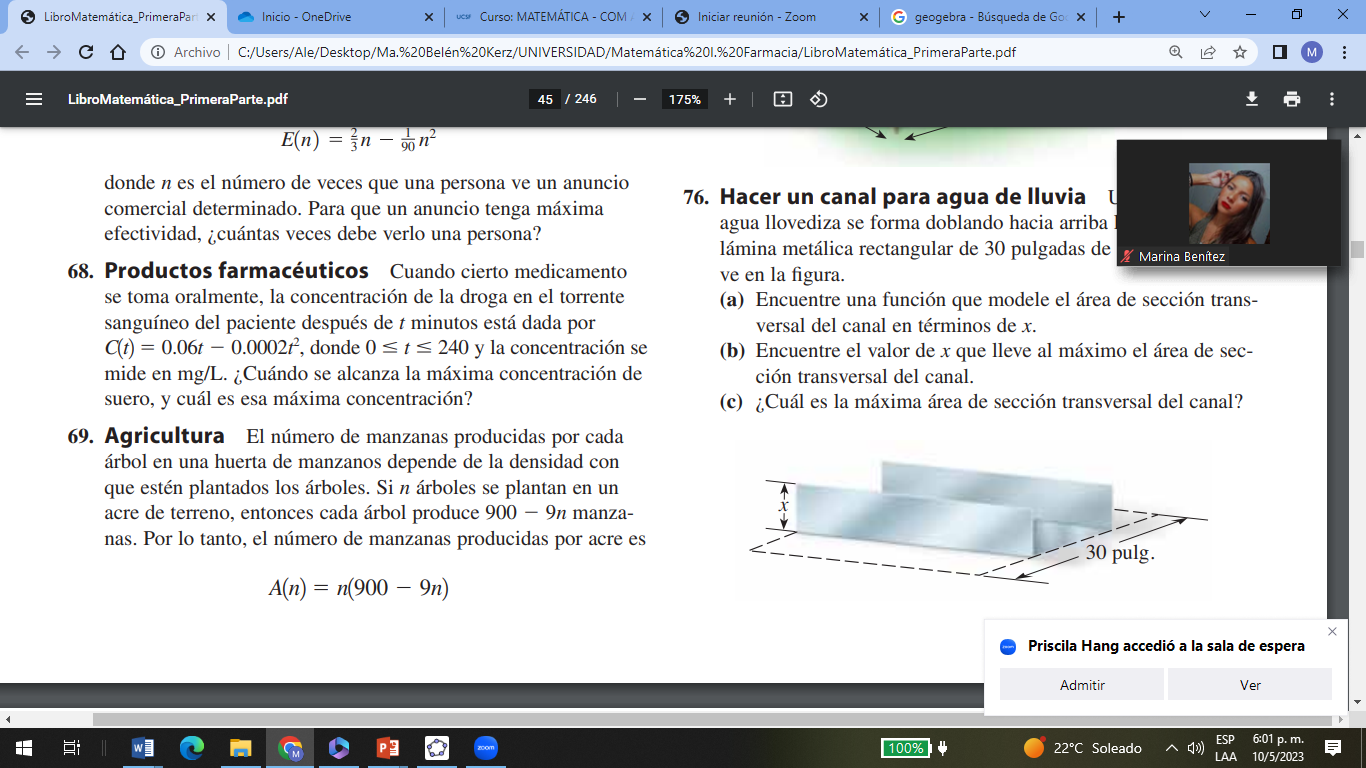 LibroMatemática_PrimeraPar
Inicio - OneDrive
UCSF
Curso: MATEMÁTICA - COM A
Iniciar reunión - Zoom
geogebra - Búsqueda de Goo
Archivo
C:/Users/Ale/Desktop/Ma.%20Belén%20Kerz/UNIVERSIDAD/Matemática%20I.%20Farmacia/LibroMatemática_PrimeraParte.pdf
M
LibroMatemática_PrimeraParte.pdf
45 / 246
175%
E(n) = 2/3 n − 1/90 n²
donde n es el número de veces que una persona ve un anuncio
comercial determinado. Para que un anuncio tenga máxima
efectividad, ¿cuántas veces debe verlo una persona?
68. Productos farmacéuticos Cuando cierto medicamento
se toma oralmente, la concentración de la droga en el torrente
sanguíneo del paciente después de t minutos está dada por
C(t) = 0.06t − 0.0002t², donde 0 ≤ t ≤ 240 y la concentración se
mide en mg/L. ¿Cuándo se alcanza la máxima concentración de
suero, y cuál es esa máxima concentración?
69. Agricultura El número de manzanas producidas por cada
árbol en una huerta de manzanos depende de la densidad con
que estén plantados los árboles. Si n árboles se plantan en un
acre de terreno, entonces cada árbol produce 900 − 9n manza-
nas. Por lo tanto, el número de manzanas producidas por acre es
A(n) = n(900 − 9n)
76. Hacer un canal para agua de lluvia
agua llovediza se forma doblando hacia arriba
lámina metálica rectangular de 30 pulgadas de
ve en la figura.
(a) Encuentre una función que modele el área de sección trans-
versal del canal en términos de x.
(b) Encuentre el valor de x que lleve al máximo el área de sec-
ción transversal del canal.
(c) ¿Cuál es la máxima área de sección transversal del canal?
x
30 pulg.
Marina Benítez
zoom
Priscila Hang accedió a la sala de espera
Admitir
Ver
W
M
P
zoom
100%
22°C Soleado
ESP
LAA
6:01 p. m.
10/5/2023